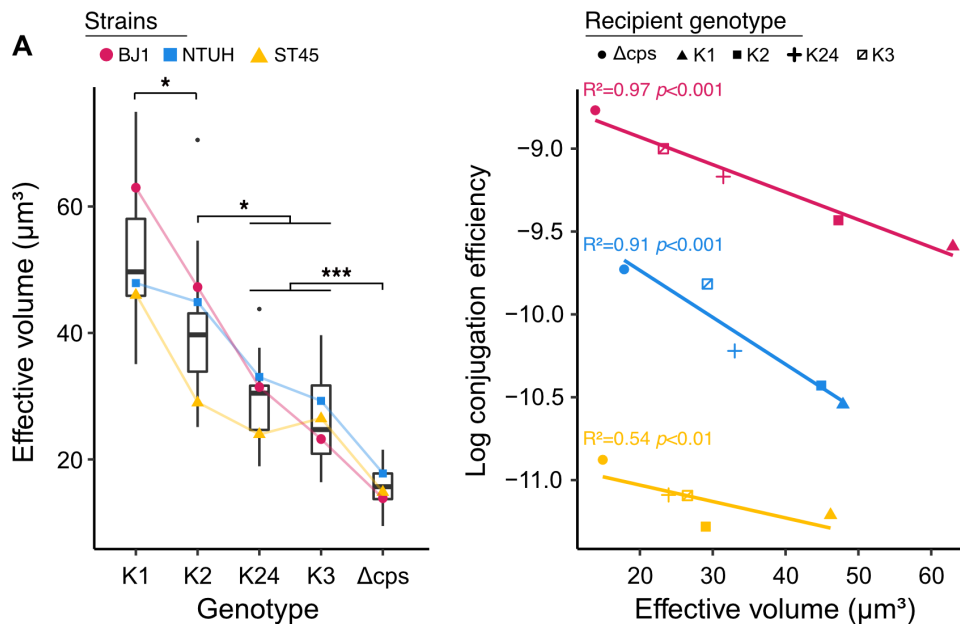 A
Strains
BJ1 NTUH ST45
Effective volume (µm³)
60
40
20
*
*
***
K1 K2 K24 K3 Δcps
Genotype
Recipient genotype
Δcps K1 K2 K24 K3
Log conjugation efficiency
−9.0
−9.5
−10.0
−10.5
−11.0
R²=0.97 p<0.001
R²=0.91 p<0.001
R²=0.54 p<0.01
20 30 40 50 60
Effective volume (µm³)